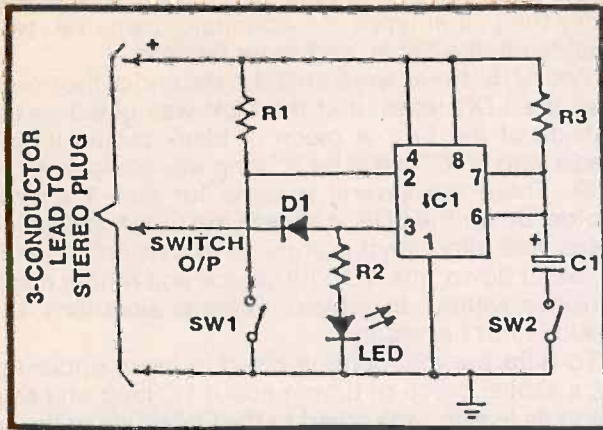 3-CONDUCTOR
LEAD TO
STEREO PLUG
+
R1
R3
4 8
2 7
IC1
3 1 6
D1
SWITCH
O/P
R2
LED
SW1
+
C1
SW2